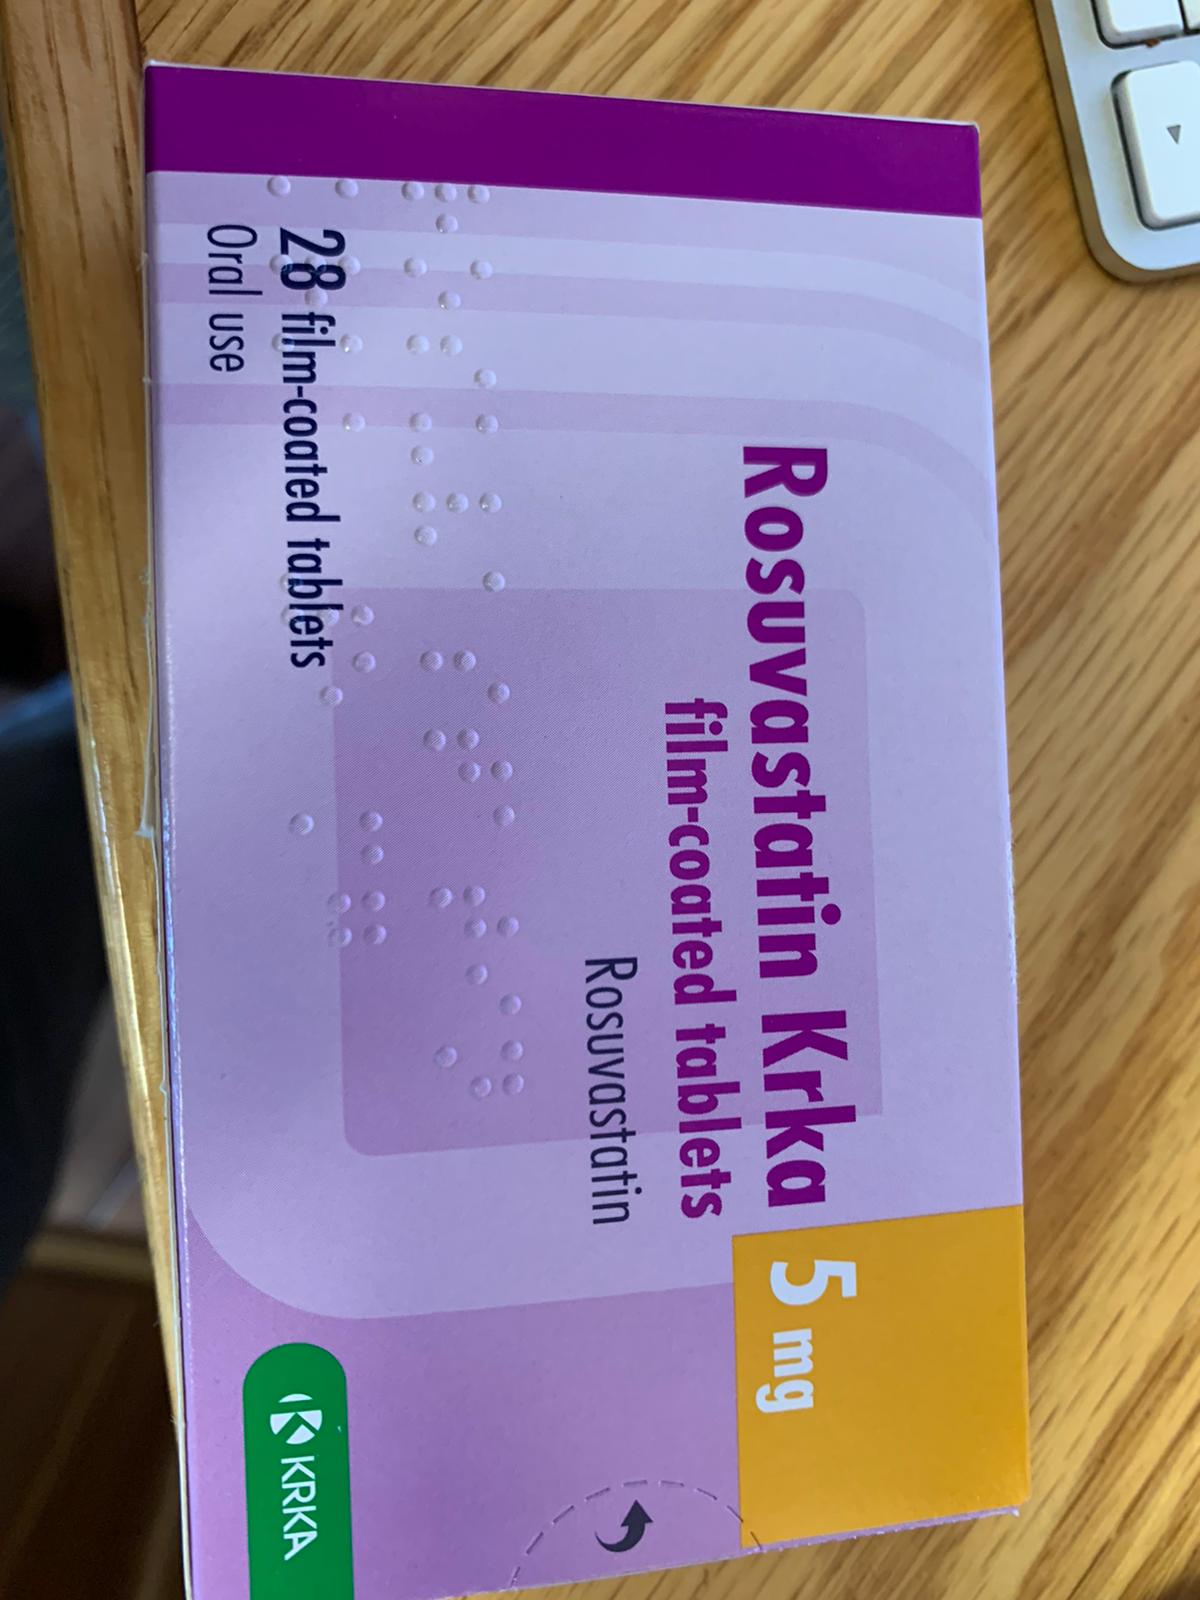 Rosuvastatin Krka 5 mg
film-coated tablets
Rosuvastatin
28 film-coated tablets
Oral use
KRKA